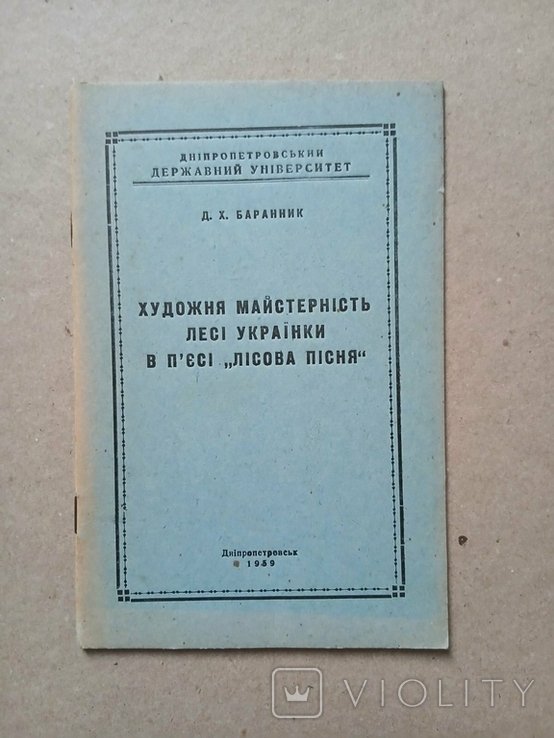 ДНІПРОПЕТРОВСЬКИЙ
ДЕРЖАВНИЙ УНІВЕРСИТЕТ
Д. Х. БАРАННИК
ХУДОЖНЯ МАЙСТЕРНІСТЬ
ЛЕСІ УКРАЇНКИ
В П'ЄСІ „ЛІСОВА ПІСНЯ“
Дніпропетровськ
1959
VIOLITY